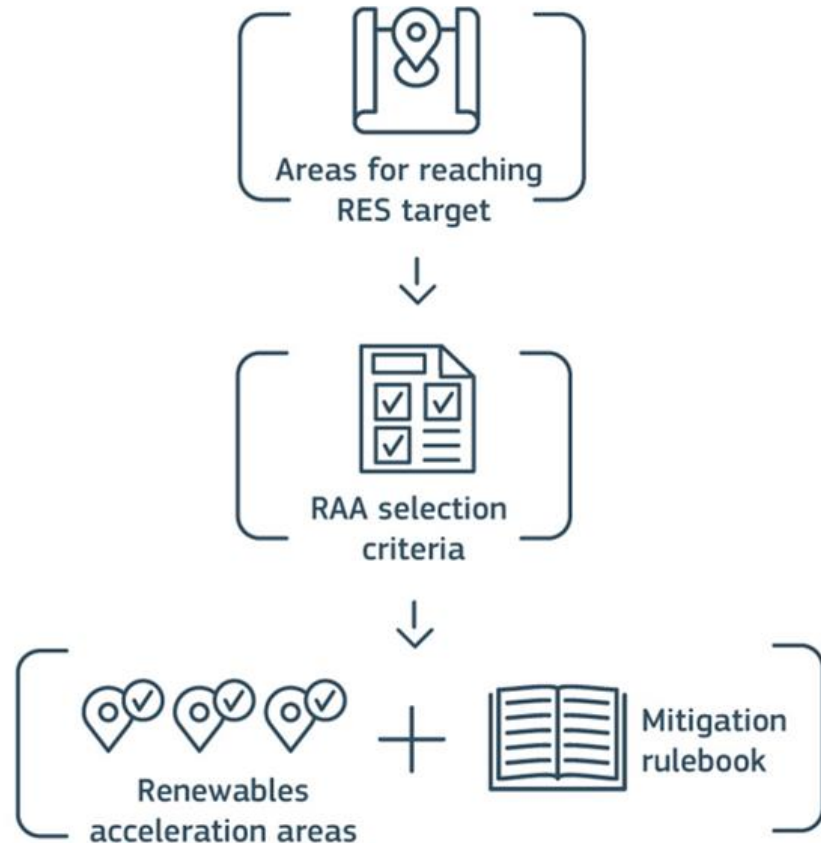 Areas for reaching
RES target
RAA selection
criteria
Renewables
acceleration areas
Mitigation
rulebook